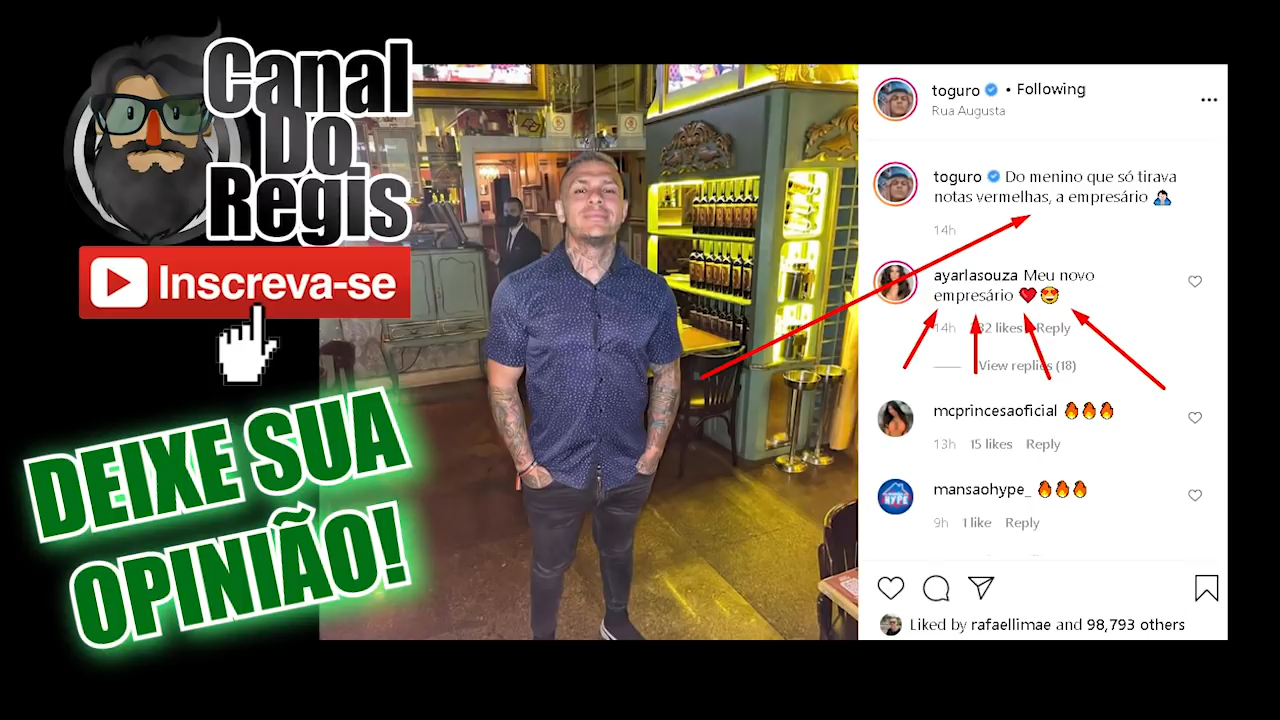 Canal
Do
Regis
Inscreva-se
DEIXE SUA
OPINIÃO!
toguro • Following
Rua Augusta
toguro Do menino que só tirava
notas vermelhas, a empresário
14h
ayarlasouza Meu novo
empresário
14h 32 likes Reply
View replies (18)
mcprincesaoficial
13h 15 likes Reply
mansaohype_
9h 1 like Reply
Liked by rafaellimae and 98,793 others